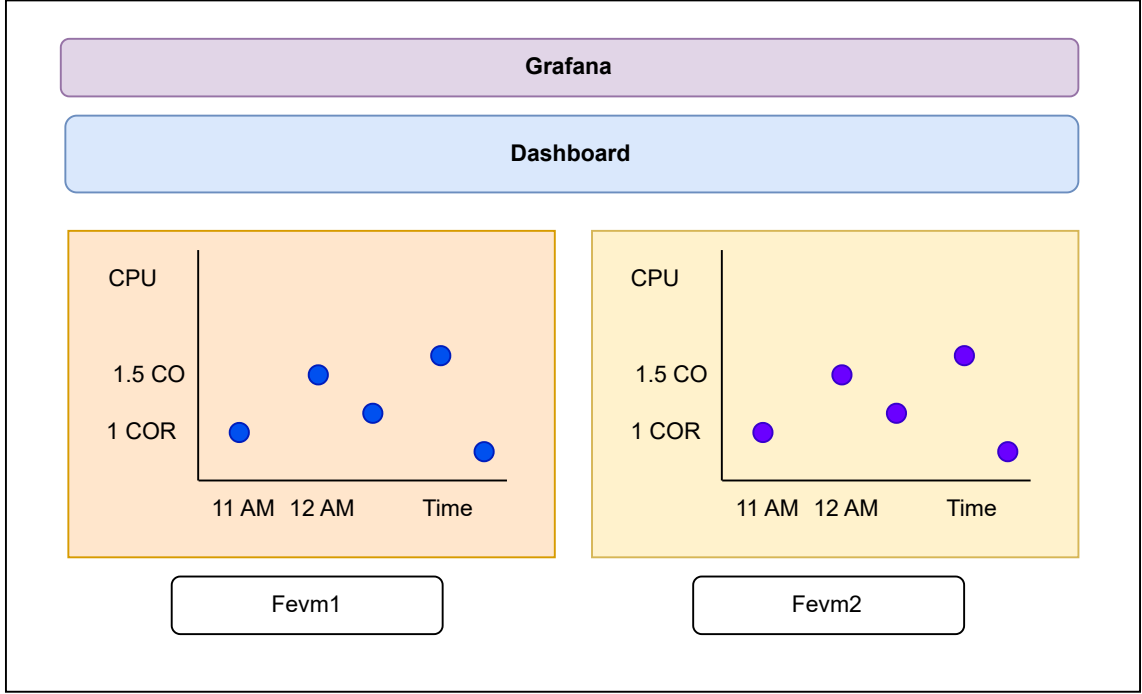 Grafana
Dashboard
CPU
1.5 CO
1 COR
11 AM 12 AM Time
Fevm1
CPU
1.5 CO
1 COR
11 AM 12 AM Time
Fevm2